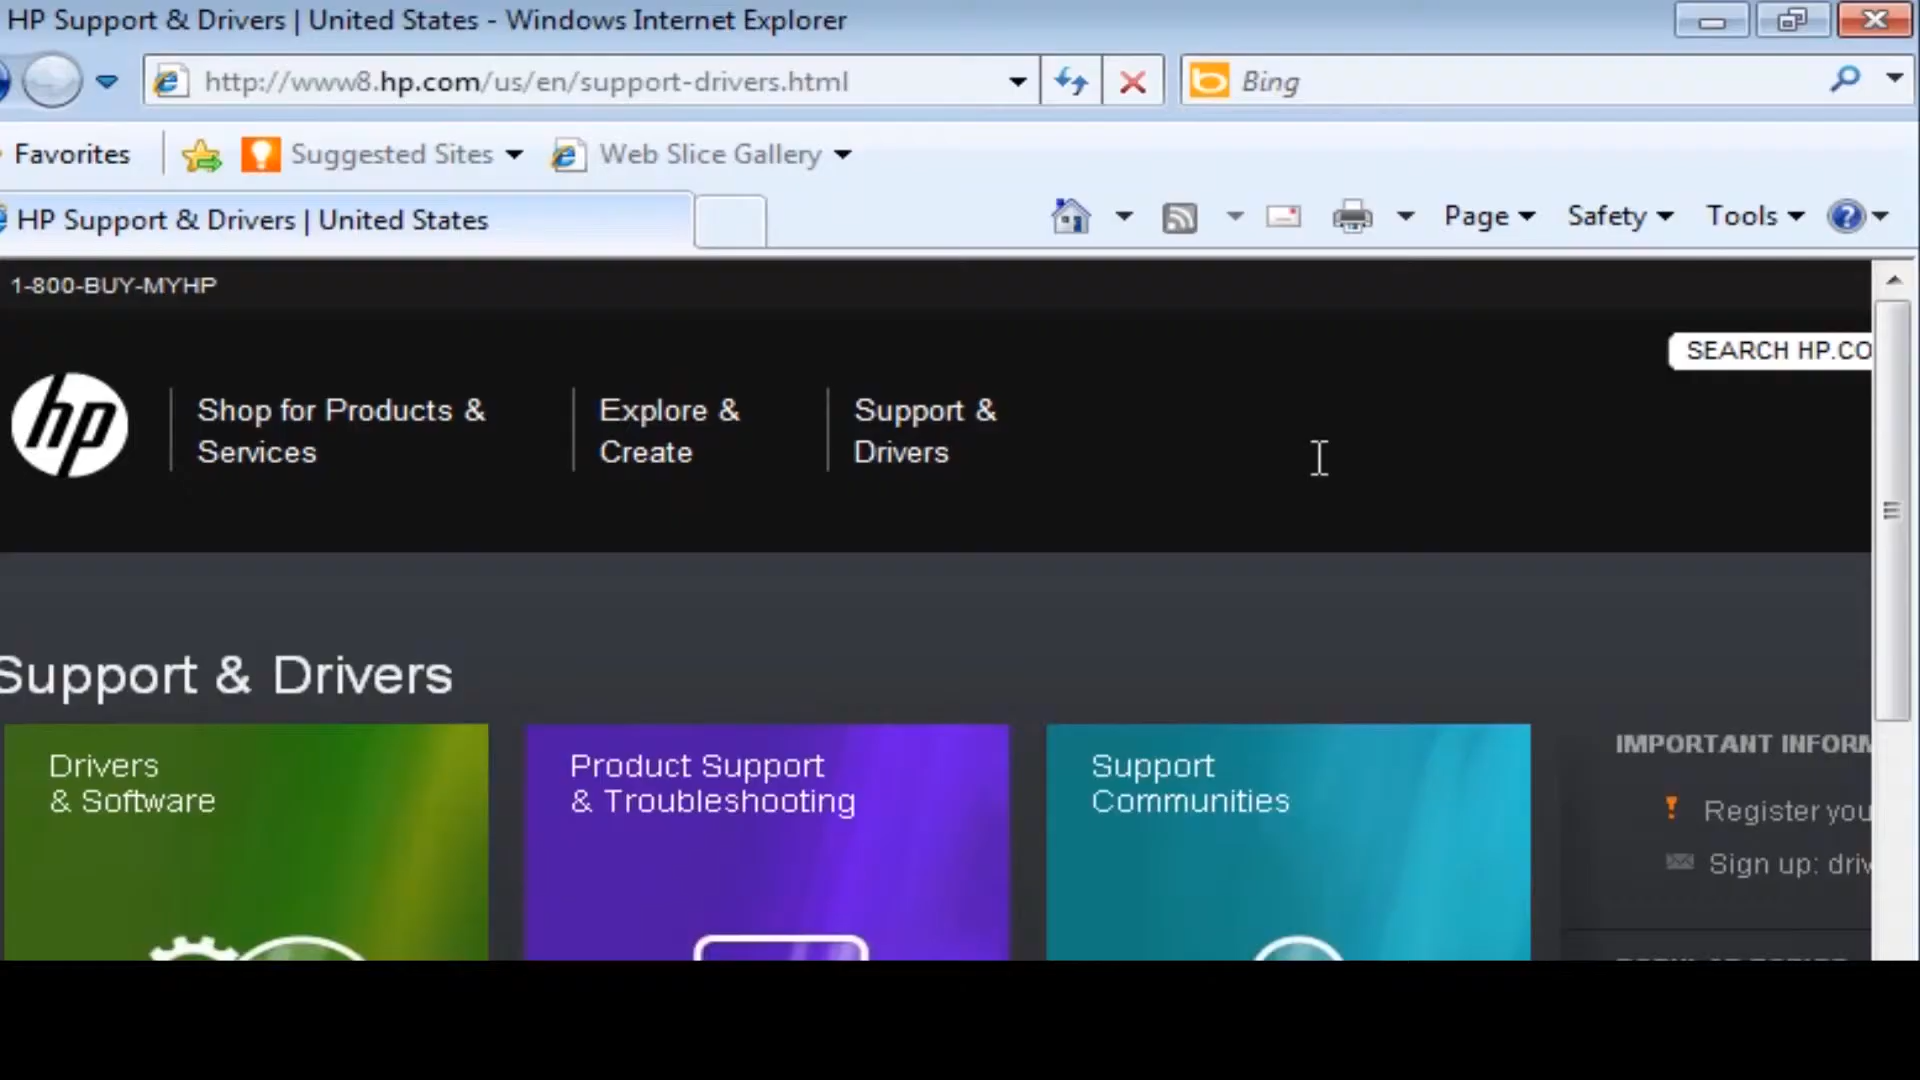 HP Support & Drivers | United States - Windows Internet Explorer
http://www8.hp.com/us/en/support-drivers.html
Bing
Favorites
Suggested Sites
Web Slice Gallery
HP Support & Drivers | United States
Page
Safety
Tools
1-800-BUY-MYHP
SEARCH HP.CO
hp
Shop for Products &
Services
Explore &
Create
Support &
Drivers
Support & Drivers
Drivers
& Software
Product Support
& Troubleshooting
Support
Communities
IMPORTANT INFORM
Register you
Sign up: driv